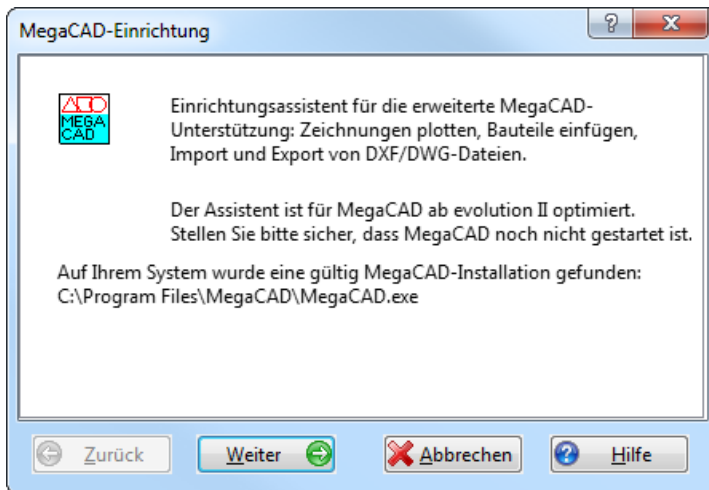 MegaCAD-Einrichtung
MEGA
CAD
Einrichtungsassistent für die erweiterte MegaCAD-
Unterstützung: Zeichnungen plotten, Bauteile einfügen,
Import und Export von DXF/DWG-Dateien.
Der Assistent ist für MegaCAD ab evolution II optimiert.
Stellen Sie bitte sicher, dass MegaCAD noch nicht gestartet ist.
Auf Ihrem System wurde eine gültig MegaCAD-Installation gefunden:
C:\Program Files\MegaCAD\MegaCAD.exe
Zurück Weiter Abbrechen Hilfe